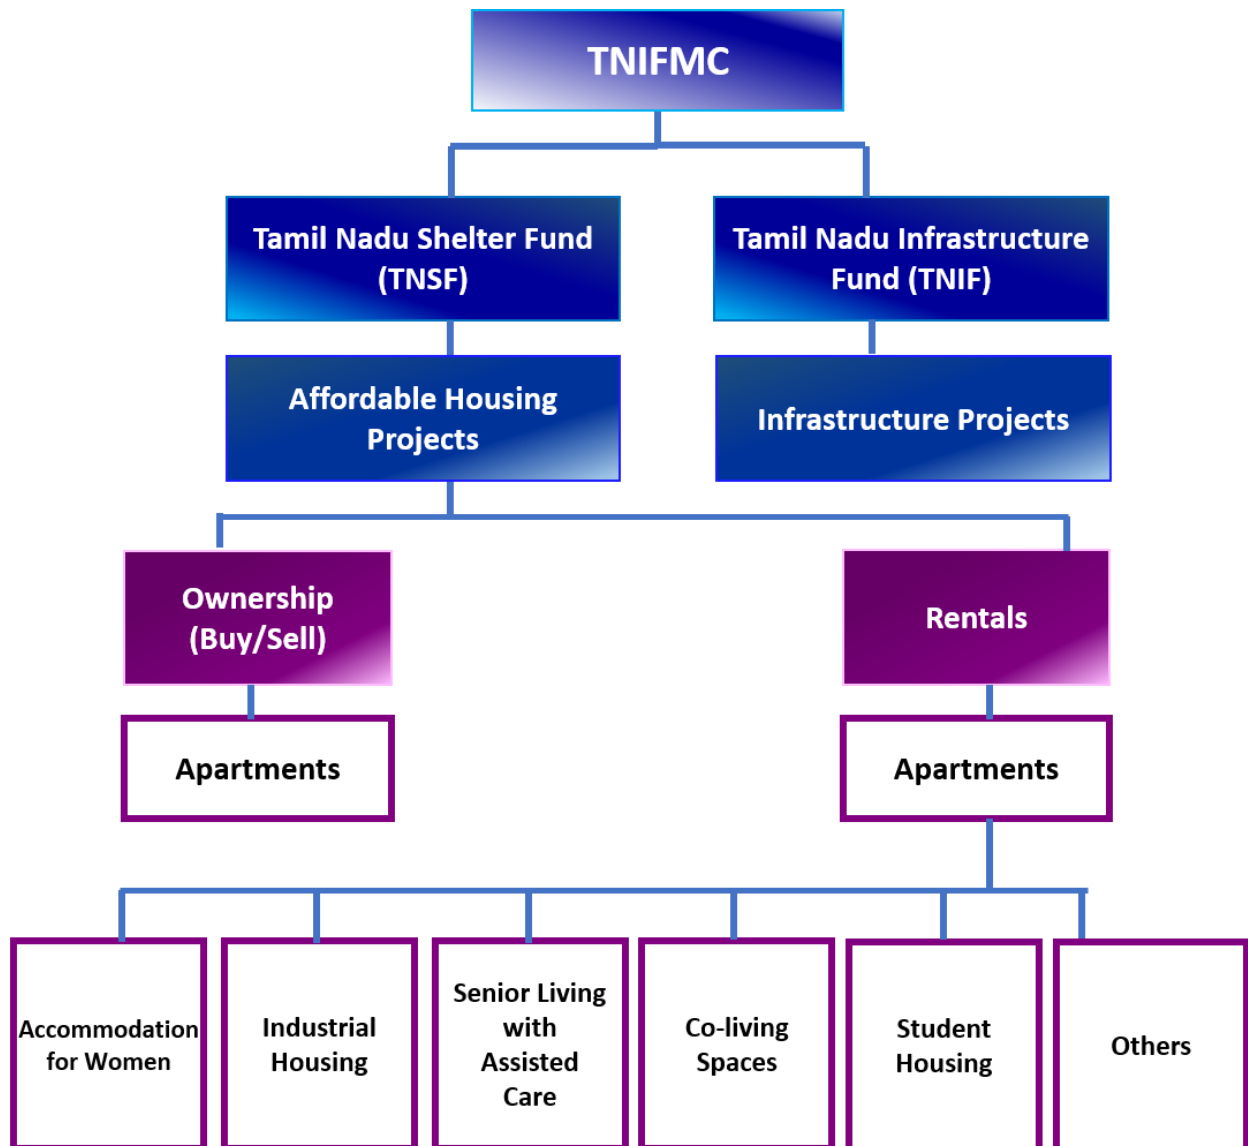 TNIFMC
Tamil Nadu Shelter Fund
(TNSF)
Tamil Nadu Infrastructure
Fund (TNIF)
Affordable Housing
Projects
Infrastructure Projects
Ownership
(Buy/Sell)
Rentals
Apartments
Apartments
Accommodation
for Women
Industrial
Housing
Senior Living
with
Assisted
Care
Co-living
Spaces
Student
Housing
Others